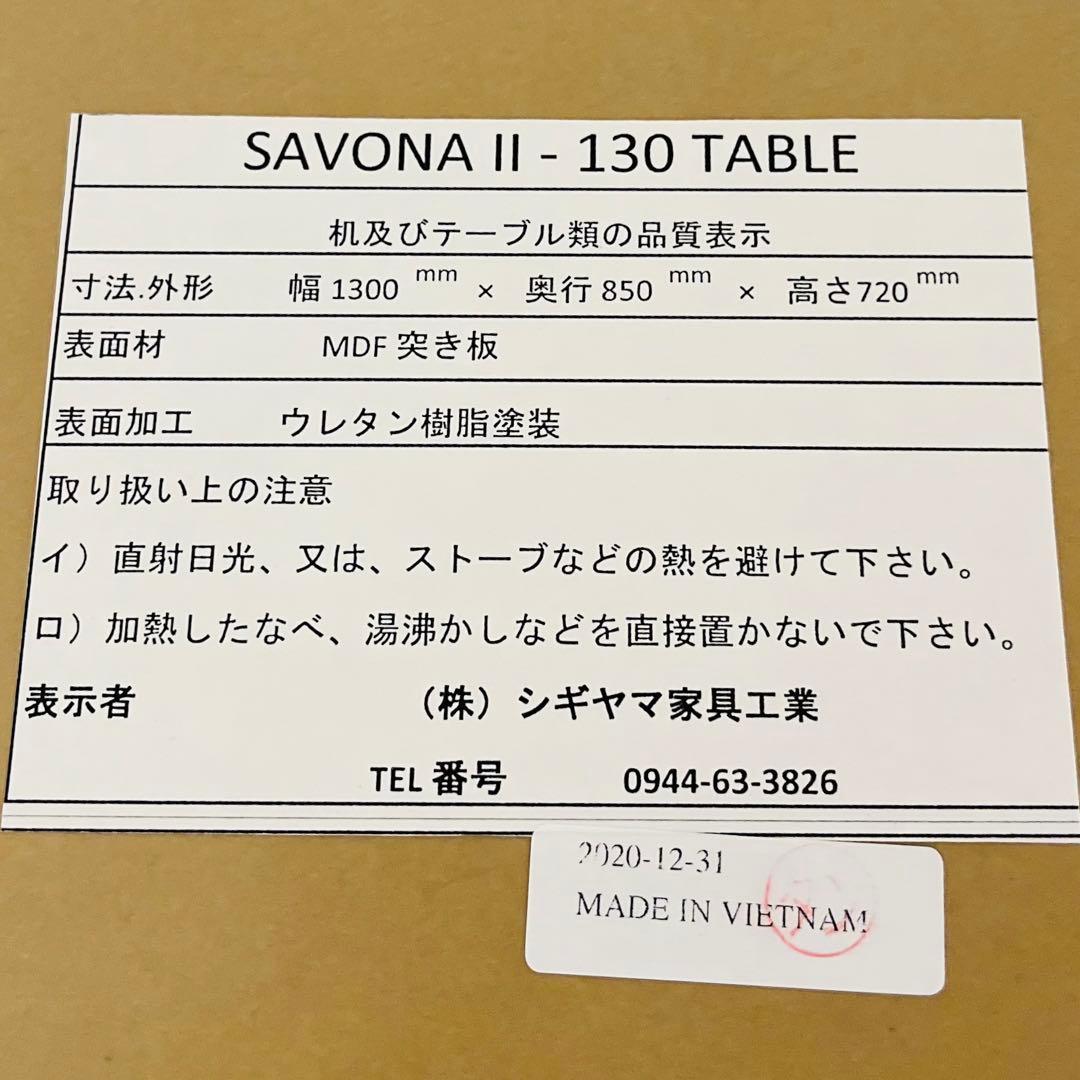 SAVONA II - 130 TABLE
机及びテーブル類の品質表示
寸法.外形 幅 1300 mm × 奥行 850 mm × 高さ720 mm
表面材 MDF 突き板
表面加工 ウレタン樹脂塗装
取り扱い上の注意
イ）直射日光、又は、ストーブなどの熱を避けて下さい。
ロ）加熱したなべ、湯沸かしなどを直接置かないで下さい。
表示者 （株）シギヤマ家具工業
TEL 番号 0944-63-3826
2020-12-31
MADE IN VIETNAM